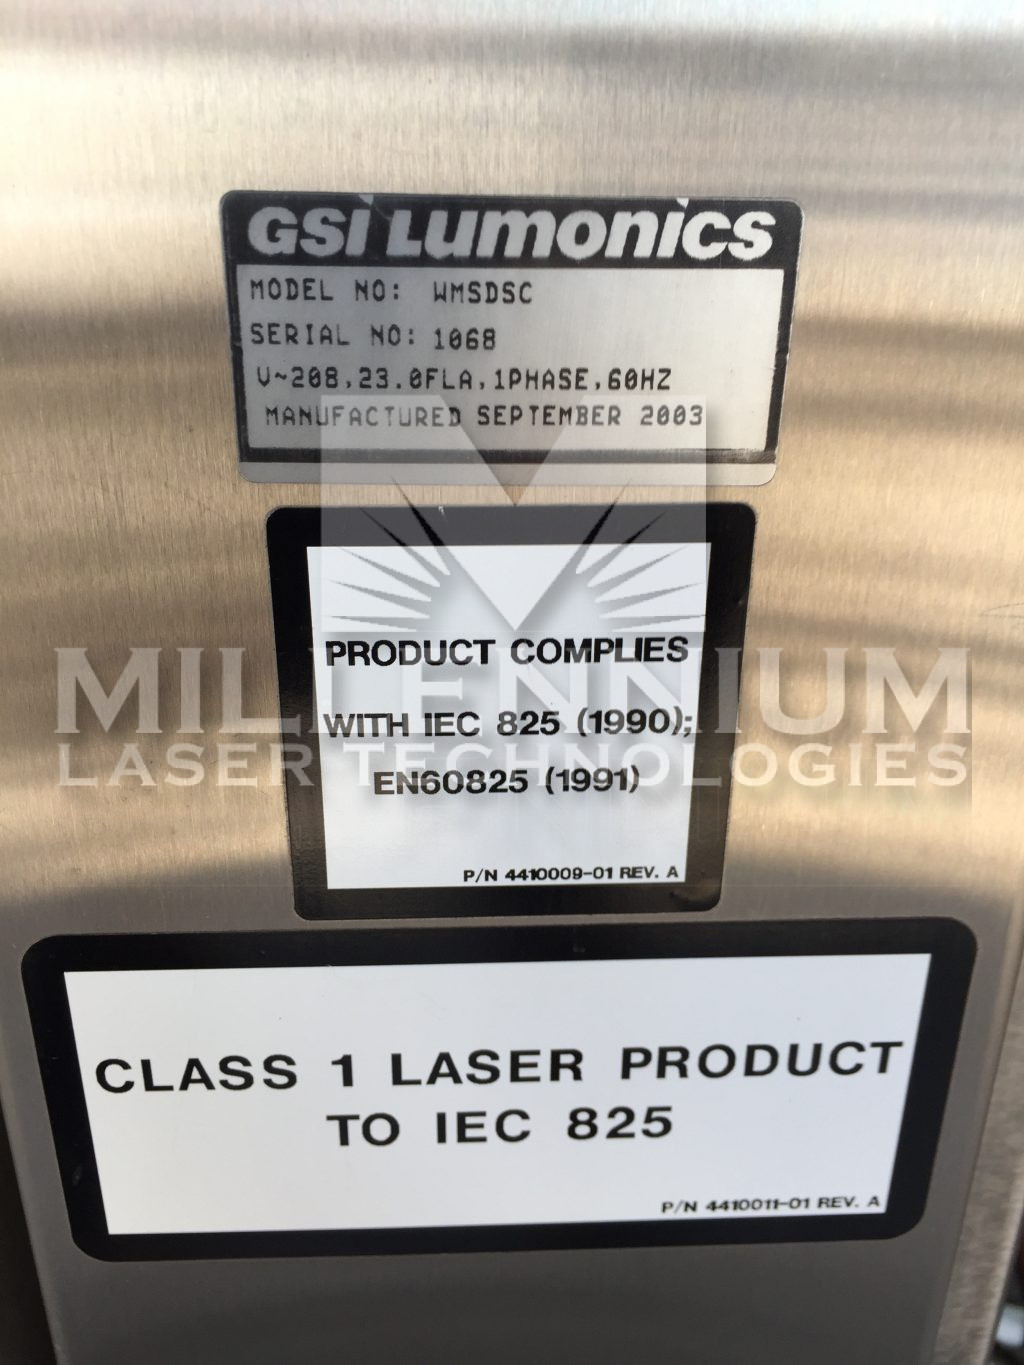 GSi Lumonics
MODEL NO: WMSDSC
SERIAL NO: 1068
V~208,23.0FLA,1PHASE,60HZ
MANUFACTURED SEPTEMBER 2003
PRODUCT COMPLIES
WITH IEC 825 (1990);
EN60825 (1991)
P/N 4410009-01 REV. A
MILLENNIUM
LASER TECHNOLOGIES
CLASS 1 LASER PRODUCT
TO IEC 825
P/N 4410011-01 REV. A